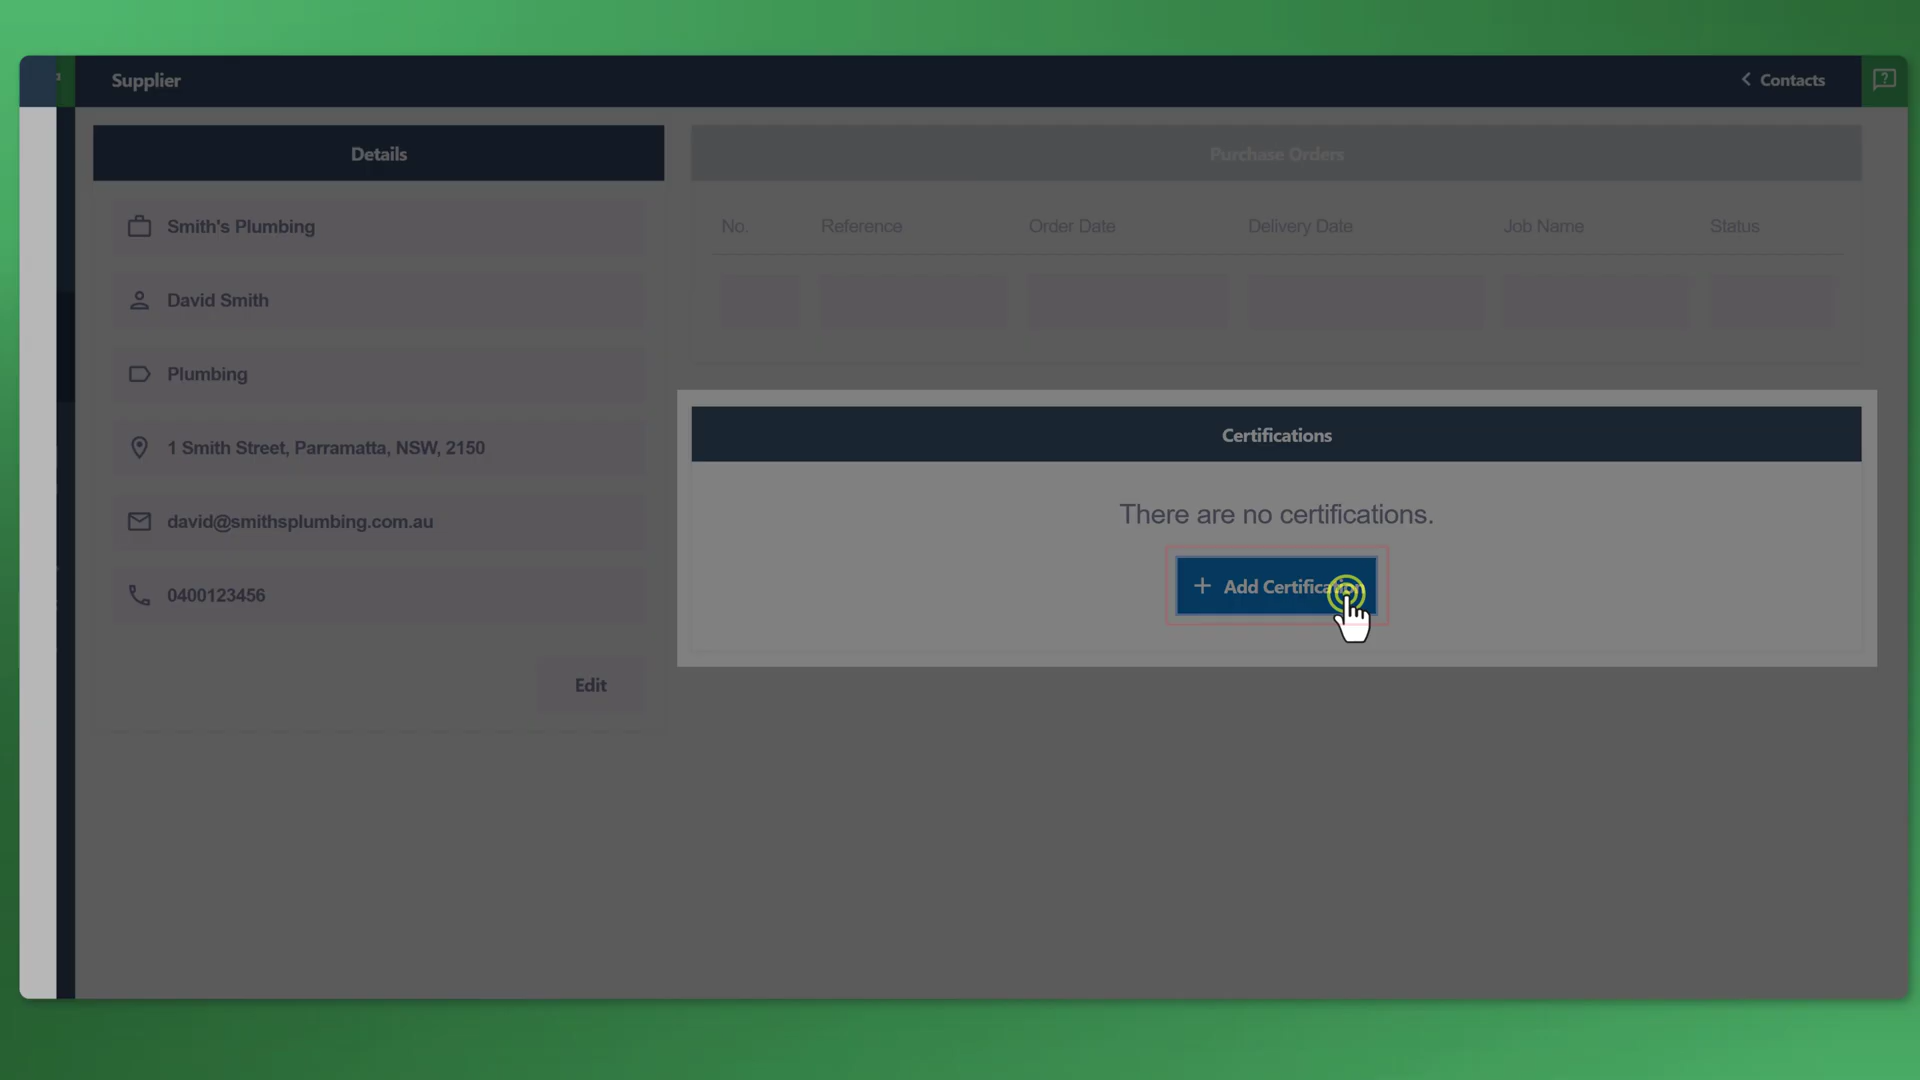 Supplier
Contacts
Details
Smith's Plumbing
David Smith
Plumbing
1 Smith Street, Parramatta, NSW, 2150
david@smithsplumbing.com.au
0400123456
Edit
Purchase Orders
No. Reference Order Date Delivery Date Job Name Status
Certifications
There are no certifications.
+ Add Certification